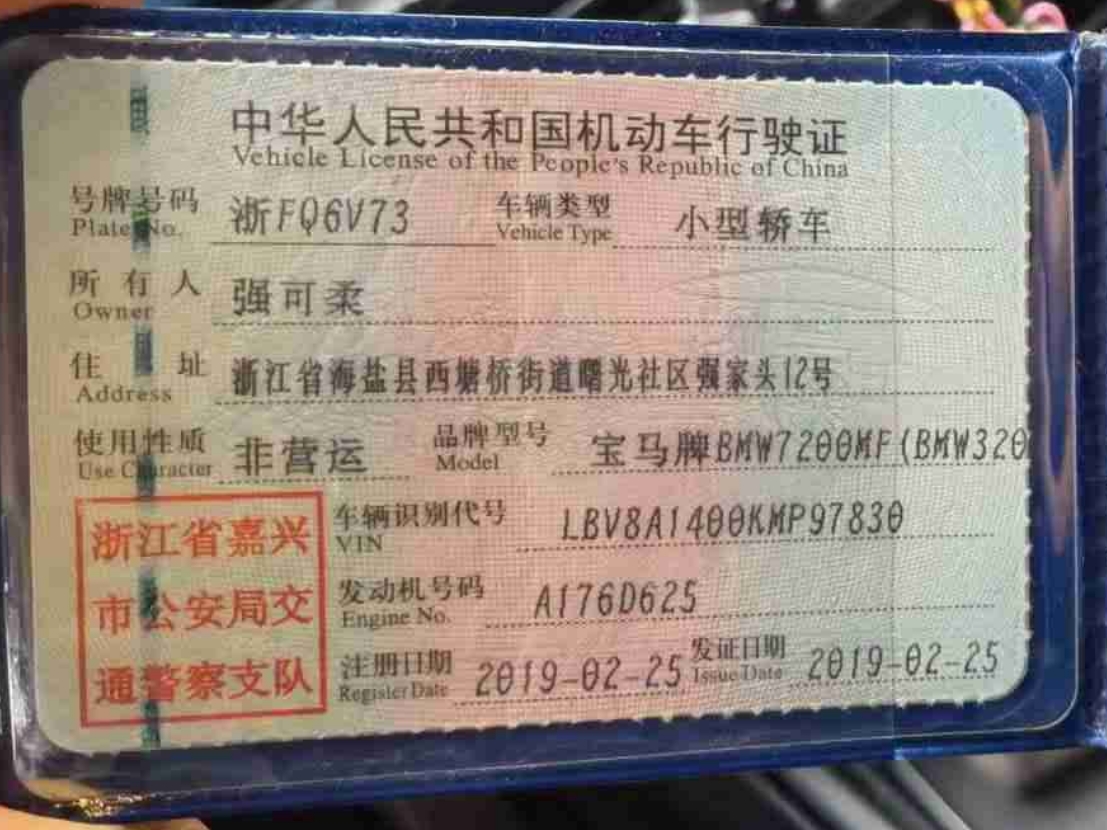 中华人民共和国机动车行驶证
Vehicle License of the People's Republic of China
号牌号码 浙FQ6V73 车辆类型 小型轿车
Plate No. Vehicle Type
所有人 强可柔
Owner
住址 浙江省海盐县西塘桥街道曙光社区强家头12号
Address
使用性质 非营运 品牌型号 宝马牌BMW7200MF(BMW320
Use Character Model
浙江省嘉兴
市公安局交
通警察支队
车辆识别代号 LBV8A1400KMP97830
VIN
发动机号码 A176D625
Engine No.
注册日期 2019-02-25 发证日期 2019-02-25
Register Date Issue Date